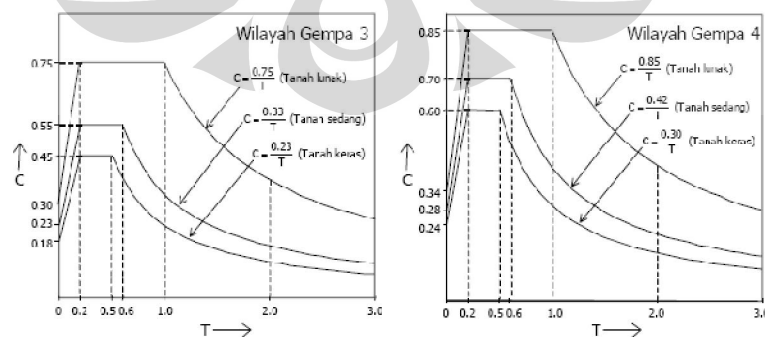 Wilayah Gempa 3
0.75
C = 0.75 / T (Tanah lunak)
C = 0.33 / T (Tanah sedang)
0.55
C = 0.23 / T (Tanah keras)
0.45
C
0.30
0.23
0.18
0 0.2 0.5 0.6 1.0 2.0 3.0
T
Wilayah Gempa 4
0.85
C = 0.85 / T (Tanah lunak)
0.70
C = 0.42 / T (Tanah sedang)
0.60
C = 0.30 / T (Tanah keras)
C
0.34
0.28
0.24
0 0.2 0.5 0.6 1.0 2.0 3.0
T